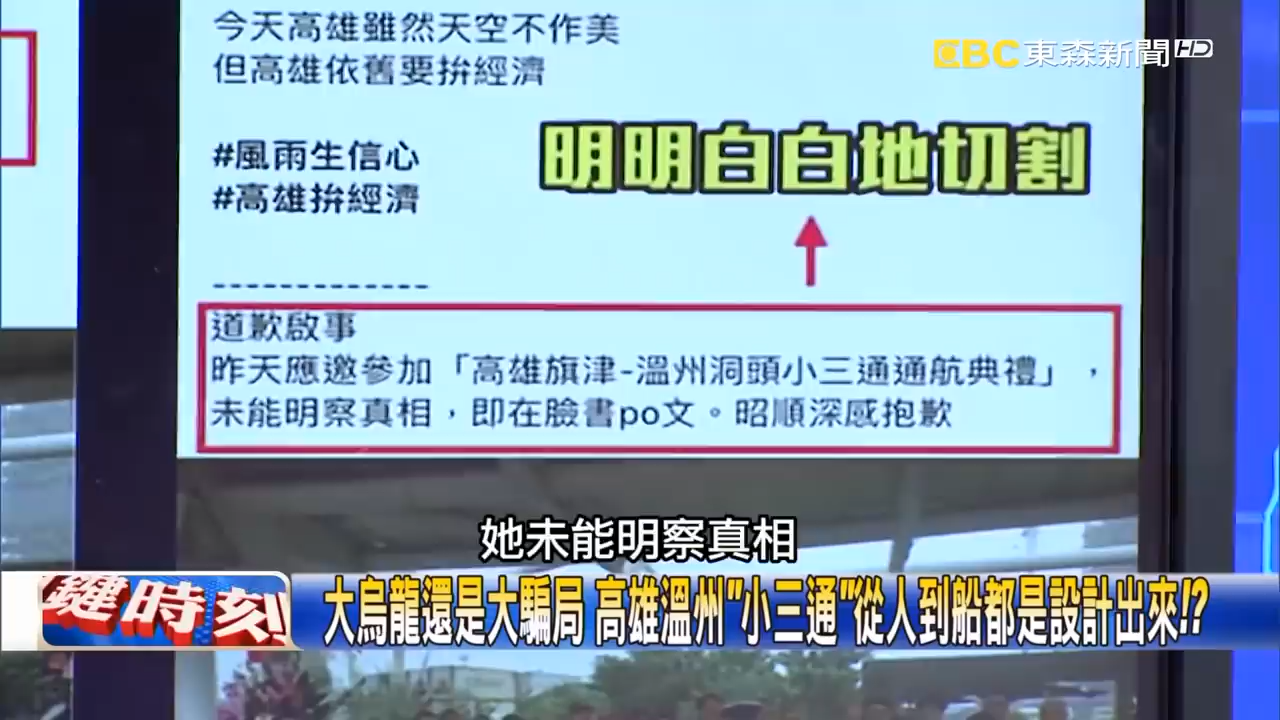 今天高雄雖然天空不作美
但高雄依舊要拚經濟
EBC東森新聞HD
#風雨生信心
#高雄拚經濟
明明白白地切割
-------------
道歉啟事
昨天應邀參加「高雄旗津-溫州洞頭小三通通航典禮」，
未能明察真相，即在臉書po文。昭順深感抱歉
她未能明察真相
鍵時刻
大烏龍還是大騙局 高雄溫州"小三通"從人到船都是設計出來!?